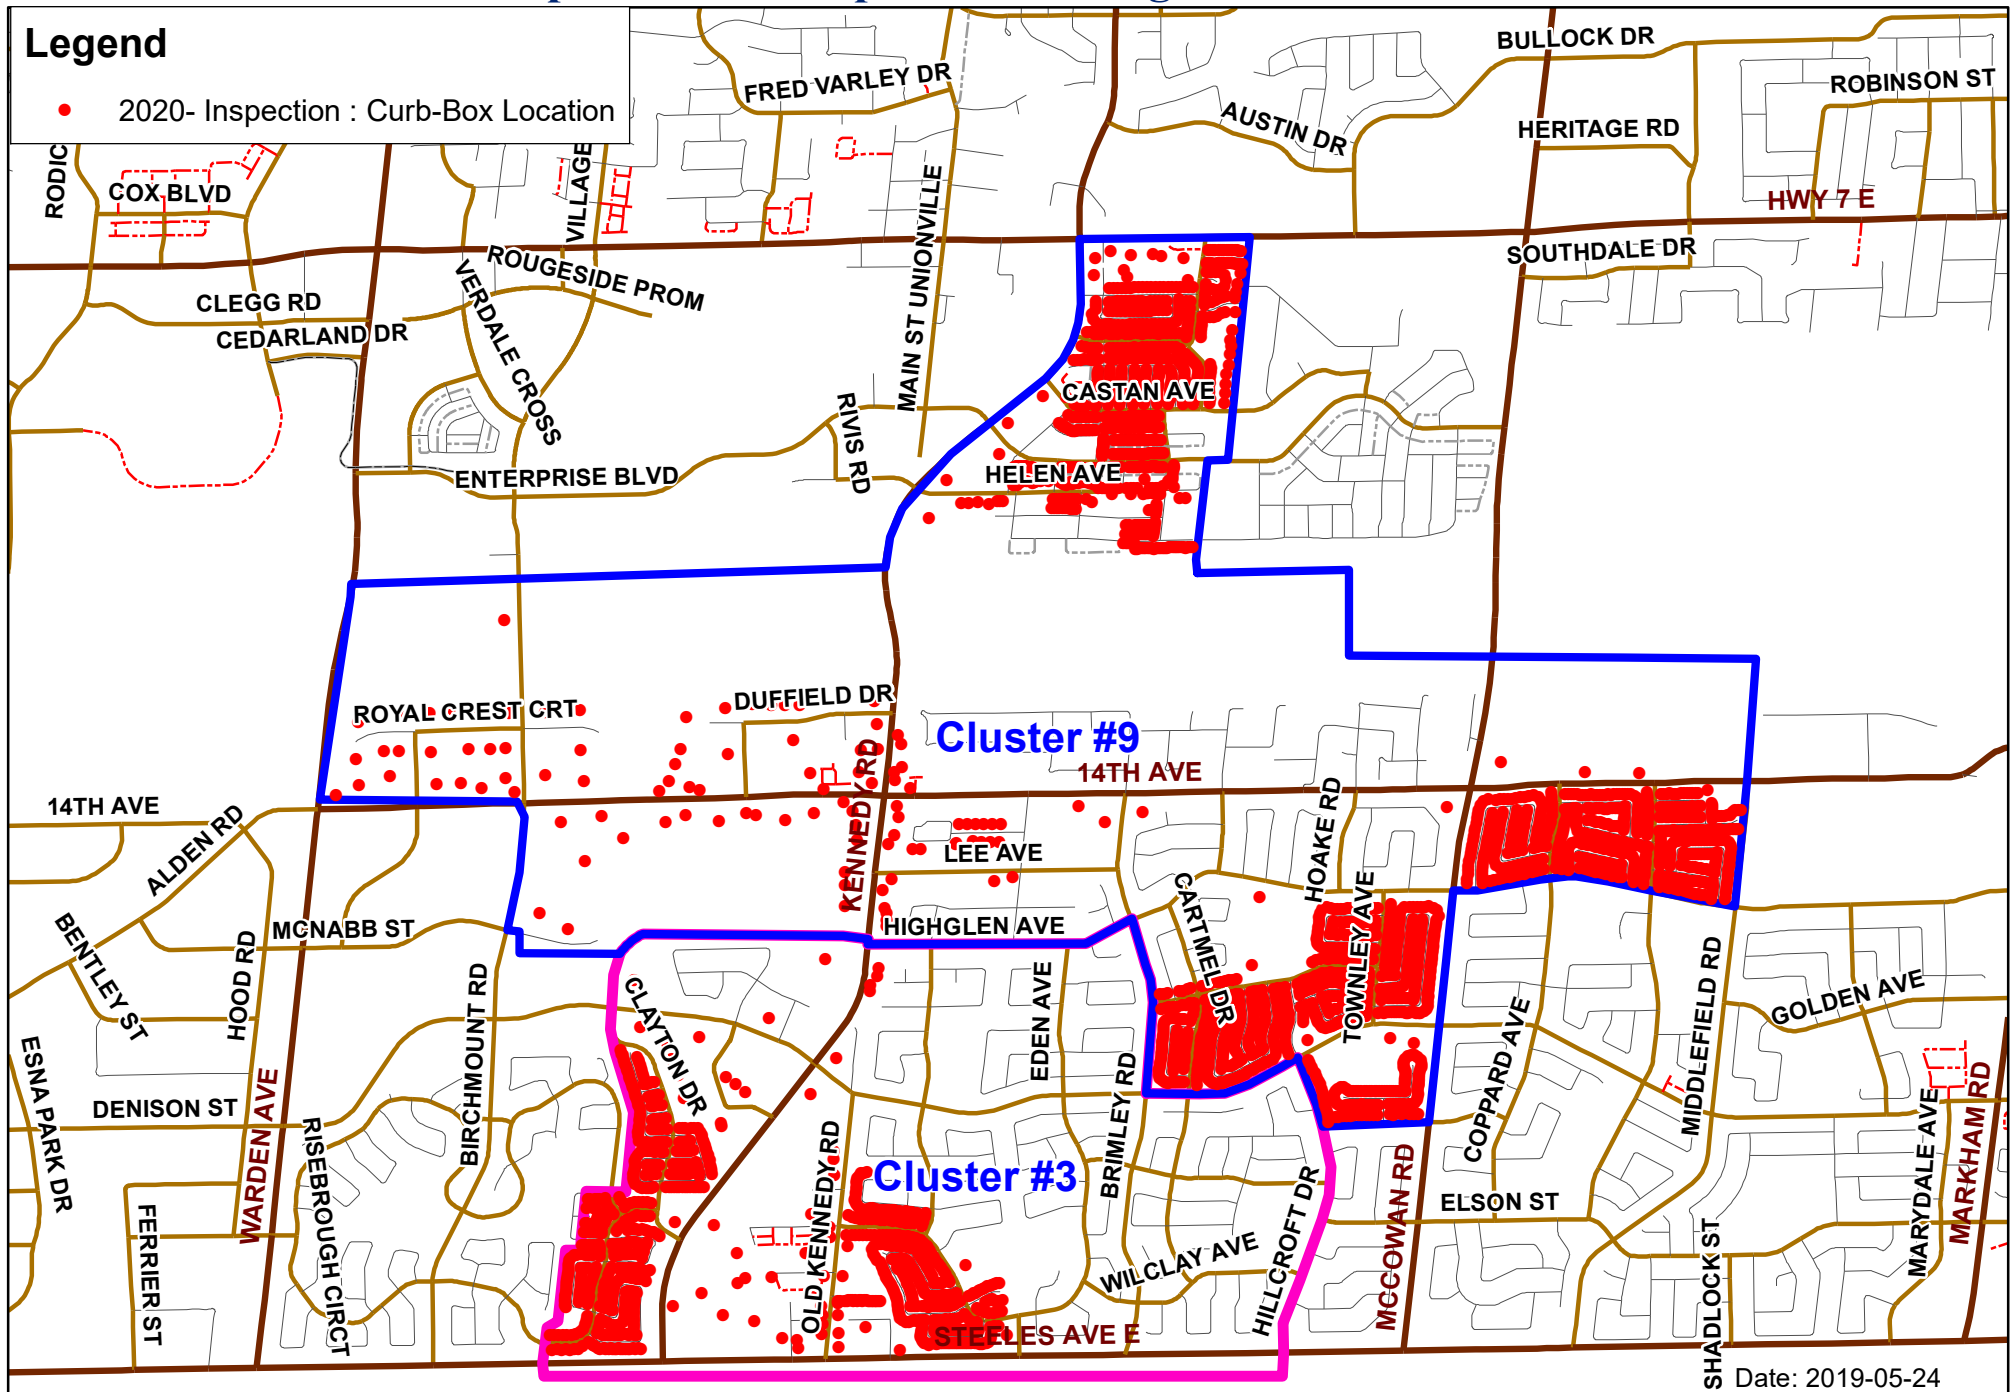 Legend
2020- Inspection : Curb-Box Location
BULLOCK DR
ROBINSON ST
FRED VARLEY DR
AUSTIN DR
HERITAGE RD
RODIC
COX BLVD
VILLAGE
MAIN ST UNIONVILLE
HWY 7 E
SOUTHDALE DR
ROUGESIDE PROM
VERDALE CROSS
CLEGG RD
CEDARLAND DR
CASTAN AVE
RIVIS RD
HELEN AVE
ENTERPRISE BLVD
ROYAL CREST CRT
DUFFIELD DR
Cluster #9
KENNEDY RD
14TH AVE
14TH AVE
ALDEN RD
HOAKE RD
LEE AVE
CARTMEL DR
TOWNLEY AVE
BENTLEY ST
MCNABB ST
HOOD RD
HIGHGLEN AVE
BIRCHMOUNT RD
CLAYTON DR
EDEN AVE
MIDDLEFIELD RD
GOLDEN AVE
COPPARD AVE
ESNA PARK DR
DENISON ST
WARDEN AVE
RISEBROUGH CIRCT
BRIMLEY RD
OLD KENNEDY RD
Cluster #3
MARYDALE AVE
MARKHAM RD
FERRIER ST
HILLCROFT DR
MCCOWAN RD
ELSON ST
WILCLAY AVE
SHADLOCK ST
STEELES AVE E
Date: 2019-05-24